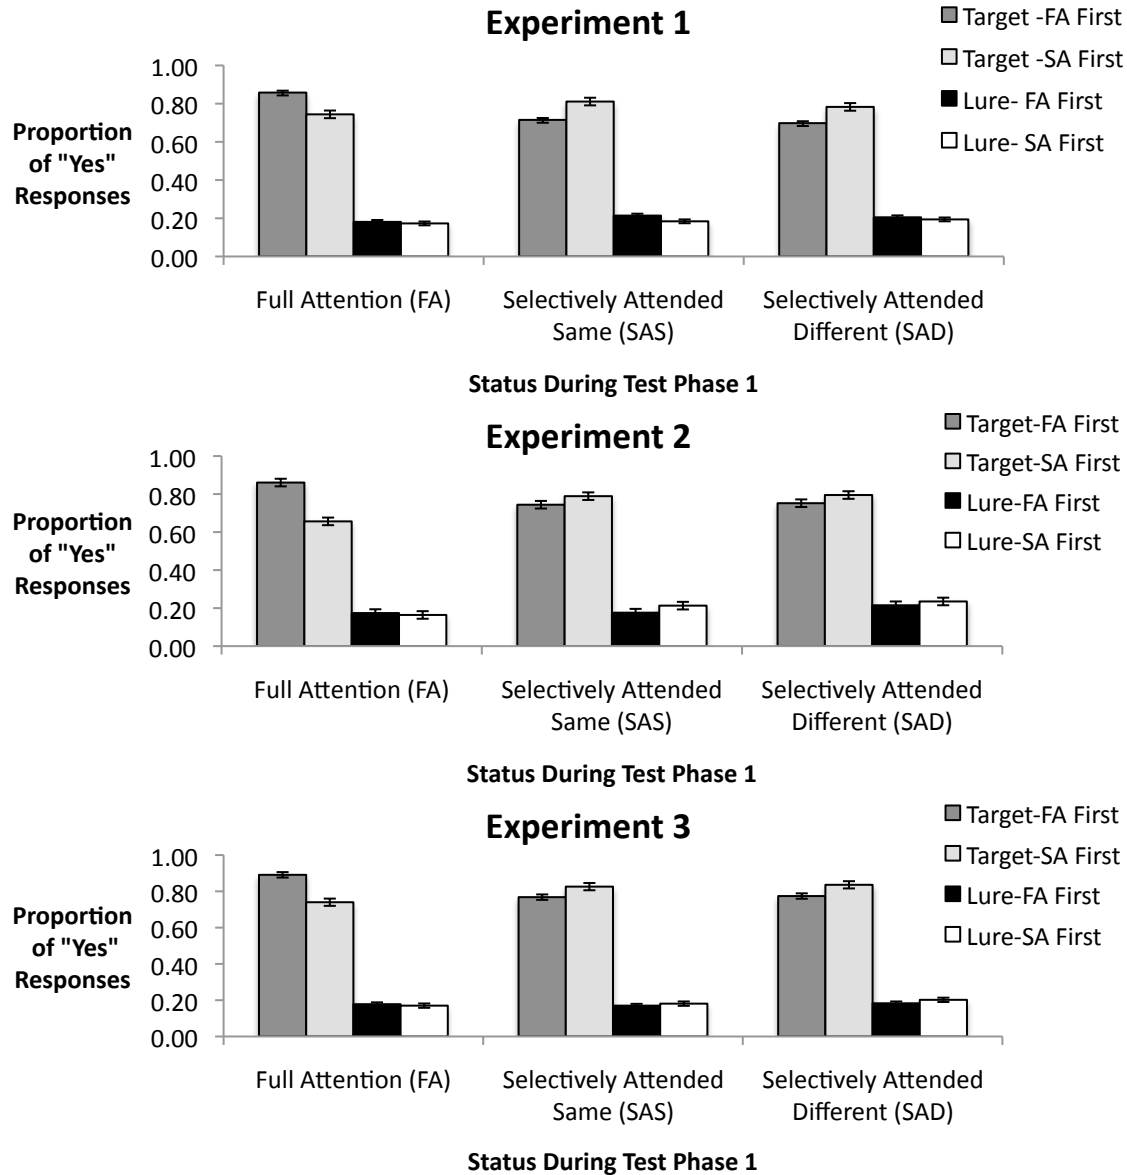 Experiment 1
Target -FA First
Target -SA First
Lure- FA First
Lure- SA First
Proportion
of "Yes"
Responses
1.00
0.80
0.60
0.40
0.20
0.00
Full Attention (FA)
Selectively Attended
Same (SAS)
Selectively Attended
Different (SAD)
Status During Test Phase 1
Experiment 2
Target-FA First
Target-SA First
Lure-FA First
Lure-SA First
Proportion
of "Yes"
Responses
1.00
0.80
0.60
0.40
0.20
0.00
Full Attention (FA)
Selectively Attended
Same (SAS)
Selectively Attended
Different (SAD)
Status During Test Phase 1
Experiment 3
Target-FA First
Target-SA First
Lure-FA First
Lure-SA First
Proportion
of "Yes"
Responses
1.00
0.80
0.60
0.40
0.20
0.00
Full Attention (FA)
Selectively Attended
Same (SAS)
Selectively Attended
Different (SAD)
Status During Test Phase 1